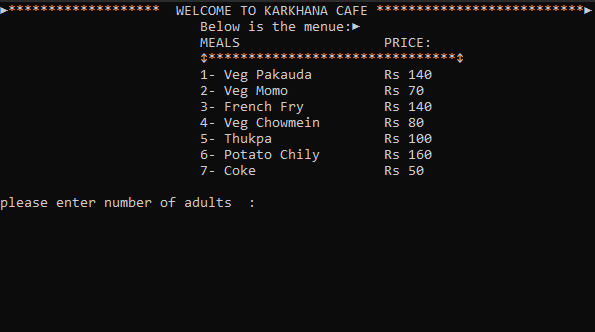 ►******************* WELCOME TO KARKHANA CAFE **************************►
Below is the menue:►
MEALS PRICE:
↕*******************************↕
1- Veg Pakauda Rs 140
2- Veg Momo Rs 70
3- French Fry Rs 140
4- Veg Chowmein Rs 80
5- Thukpa Rs 100
6- Potato Chily Rs 160
7- Coke Rs 50
please enter number of adults :